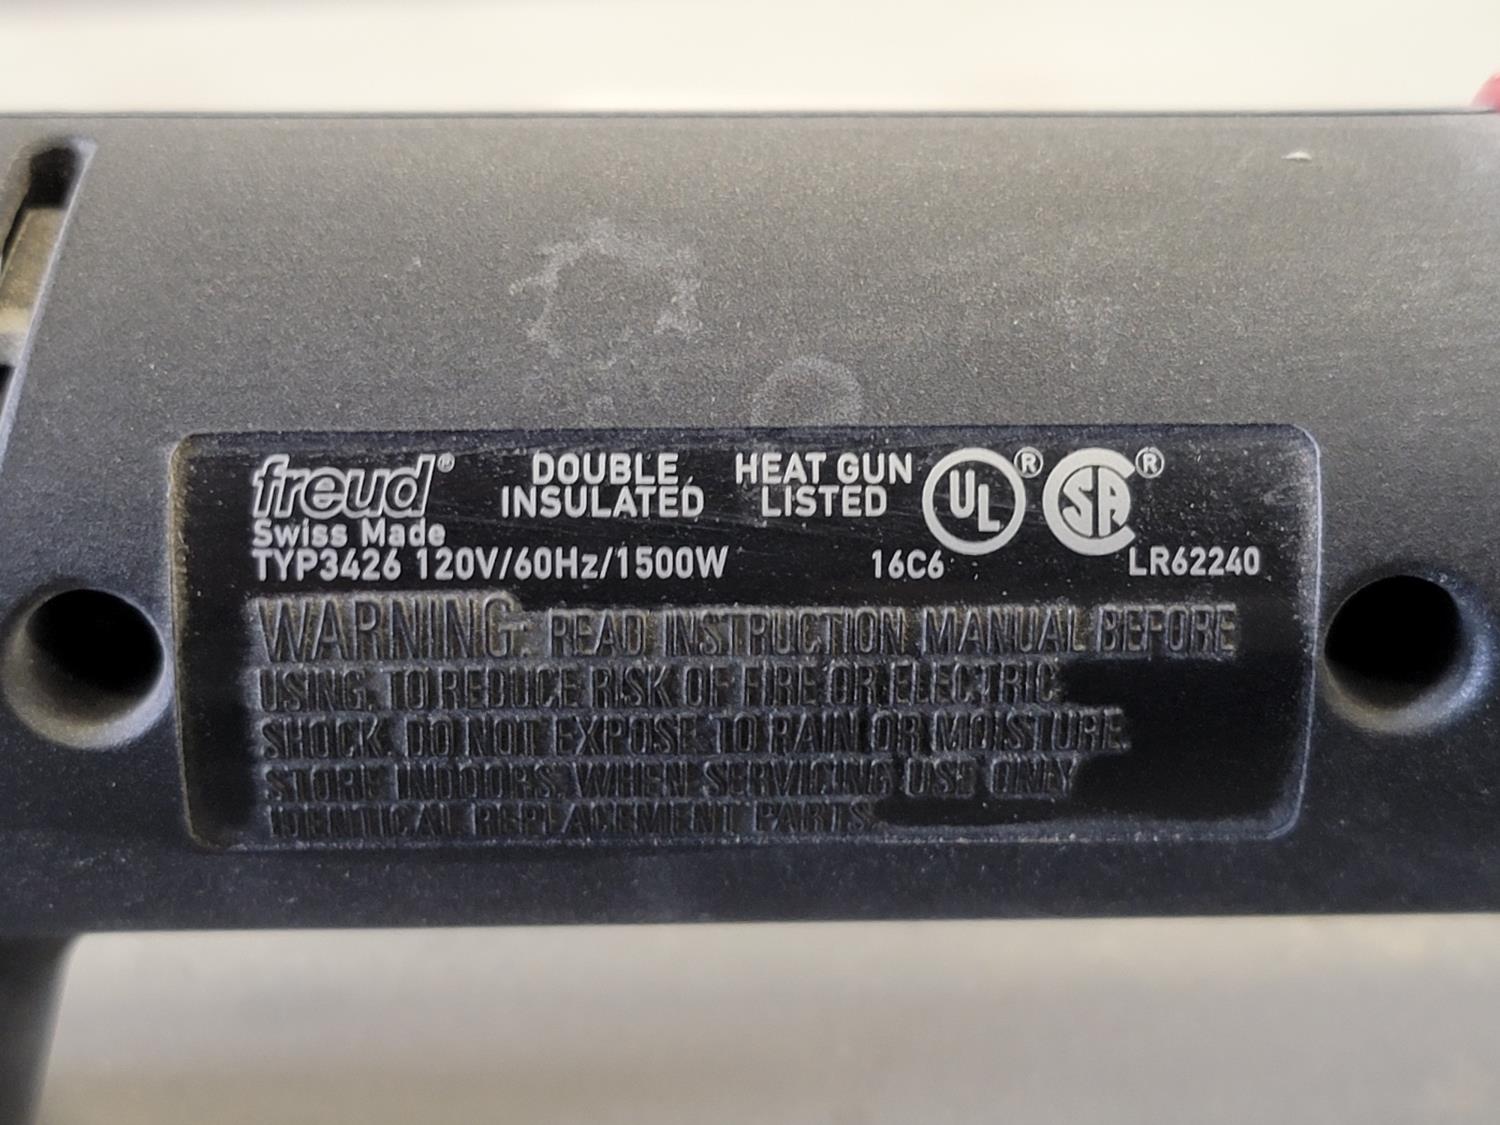 freud® DOUBLE INSULATED HEAT GUN LISTED UL® SA®
Swiss Made
TYP3426 120V/60Hz/1500W 16C6 LR62240
WARNING: READ INSTRUCTION MANUAL BEFORE
USING. TO REDUCE RISK OF FIRE OR ELECTRIC
SHOCK. DO NOT EXPOSE TO RAIN OR MOISTURE.
STORE INDOORS. WHEN SERVICING USE ONLY
IDENTICAL REPLACEMENT PARTS.